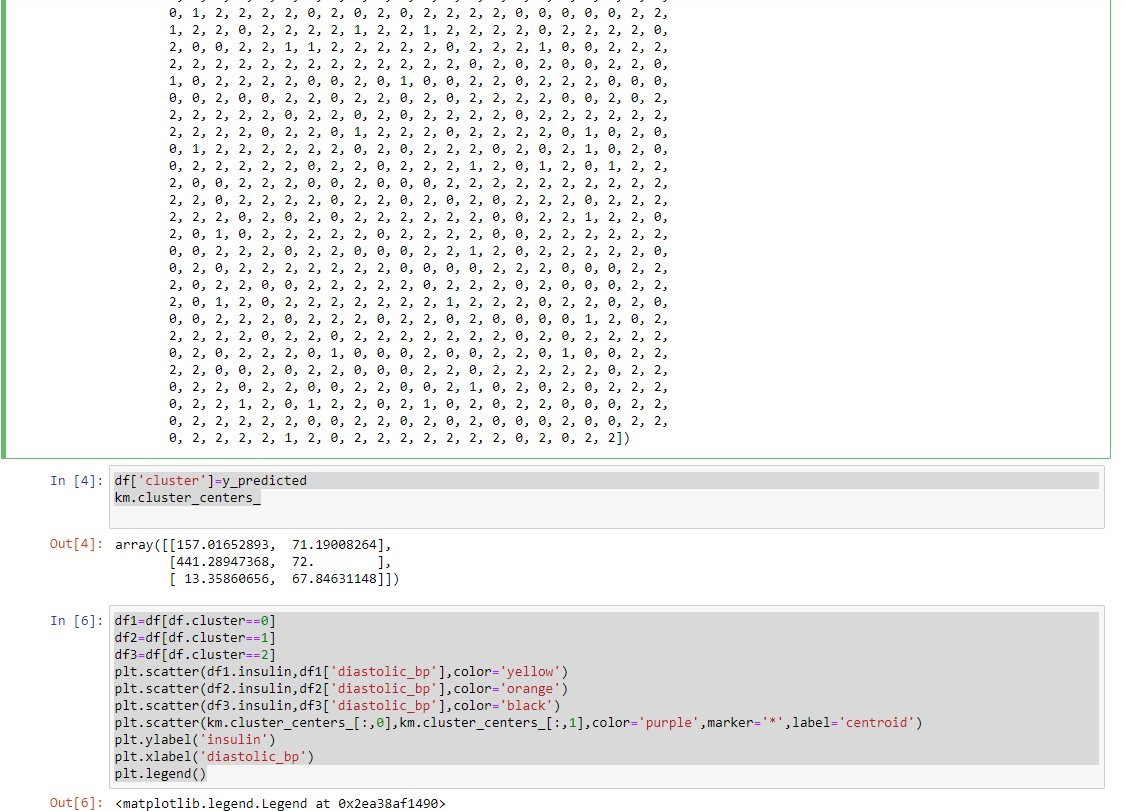 0, 1, 2, 2, 2, 2, 0, 2, 0, 2, 0, 2, 2, 2, 2, 0, 0, 0, 0, 0, 2, 2,
1, 2, 2, 0, 2, 2, 2, 2, 1, 2, 2, 1, 2, 2, 2, 2, 0, 2, 2, 2, 2, 0,
2, 0, 0, 2, 2, 1, 1, 2, 2, 2, 2, 2, 0, 2, 2, 2, 1, 0, 0, 2, 2, 2,
2, 2, 2, 2, 2, 2, 2, 2, 2, 2, 2, 2, 2, 0, 2, 0, 2, 0, 0, 2, 2, 0,
1, 0, 2, 2, 2, 2, 0, 0, 2, 0, 1, 0, 0, 2, 2, 0, 2, 2, 2, 0, 0, 0,
0, 0, 2, 0, 0, 2, 2, 0, 2, 2, 0, 2, 0, 2, 2, 2, 2, 0, 0, 2, 0, 2,
2, 2, 2, 2, 2, 0, 2, 2, 0, 2, 0, 2, 2, 2, 2, 0, 2, 2, 2, 2, 2, 2,
2, 2, 2, 2, 0, 2, 2, 0, 1, 2, 2, 2, 0, 2, 2, 2, 2, 0, 1, 0, 2, 0,
0, 1, 2, 2, 2, 2, 2, 2, 0, 2, 0, 2, 2, 2, 0, 2, 0, 2, 1, 0, 2, 0,
0, 2, 2, 2, 2, 2, 0, 2, 2, 0, 2, 2, 2, 1, 2, 0, 1, 2, 0, 1, 2, 2,
2, 0, 0, 2, 2, 2, 0, 0, 2, 0, 0, 0, 2, 2, 2, 2, 2, 2, 2, 2, 2, 2,
2, 2, 0, 2, 2, 2, 2, 0, 2, 2, 0, 2, 0, 2, 0, 2, 2, 2, 0, 2, 2, 2,
2, 2, 2, 0, 2, 0, 2, 0, 2, 2, 2, 2, 2, 2, 0, 0, 2, 2, 1, 2, 2, 0,
2, 0, 1, 0, 2, 2, 2, 2, 2, 0, 2, 2, 2, 2, 0, 0, 2, 2, 2, 2, 2, 2,
0, 0, 2, 2, 2, 0, 2, 2, 0, 0, 0, 2, 2, 1, 2, 0, 2, 2, 2, 2, 2, 0,
0, 2, 0, 2, 2, 2, 2, 2, 2, 2, 0, 0, 0, 0, 2, 2, 2, 0, 0, 0, 2, 2,
2, 0, 2, 2, 0, 0, 2, 2, 2, 2, 2, 0, 2, 2, 2, 0, 2, 0, 0, 0, 2, 2,
2, 0, 1, 2, 0, 2, 2, 2, 2, 2, 2, 2, 1, 2, 2, 2, 0, 2, 2, 0, 2, 0,
0, 0, 2, 2, 2, 0, 2, 2, 2, 0, 2, 2, 0, 2, 0, 0, 0, 0, 1, 2, 0, 2,
2, 2, 2, 2, 0, 2, 2, 0, 2, 2, 2, 2, 2, 2, 2, 0, 2, 0, 2, 2, 2, 2,
0, 2, 0, 2, 2, 2, 0, 1, 0, 0, 0, 2, 0, 0, 2, 2, 0, 1, 0, 0, 2, 2,
2, 2, 0, 0, 2, 0, 2, 2, 0, 0, 0, 2, 2, 0, 2, 2, 2, 2, 2, 0, 2, 2,
0, 2, 2, 0, 2, 2, 0, 0, 2, 2, 0, 0, 2, 1, 0, 2, 0, 2, 0, 2, 2, 2,
0, 2, 2, 1, 2, 0, 1, 2, 2, 0, 2, 1, 0, 2, 0, 2, 2, 0, 0, 0, 2, 2,
0, 2, 2, 2, 2, 2, 0, 0, 2, 2, 0, 2, 0, 2, 0, 0, 0, 2, 0, 0, 2, 2,
0, 2, 2, 2, 2, 1, 2, 0, 2, 2, 2, 2, 2, 2, 2, 0, 2, 0, 2, 2])
In [4]: df['cluster']=y_predicted
km.cluster_centers_
Out[4]: array([[157.01652893, 71.19008264],
[441.28947368, 72. ],
[ 13.35860656, 67.84631148]])
In [6]: df1=df[df.cluster==0]
df2=df[df.cluster==1]
df3=df[df.cluster==2]
plt.scatter(df1.insulin,df1['diastolic_bp'],color='yellow')
plt.scatter(df2.insulin,df2['diastolic_bp'],color='orange')
plt.scatter(df3.insulin,df3['diastolic_bp'],color='black')
plt.scatter(km.cluster_centers_[:,0],km.cluster_centers_[:,1],color='purple',marker='*',label='centroid')
plt.ylabel('insulin')
plt.xlabel('diastolic_bp')
plt.legend()
Out[6]: <matplotlib.legend.Legend at 0x2ea38af1490>